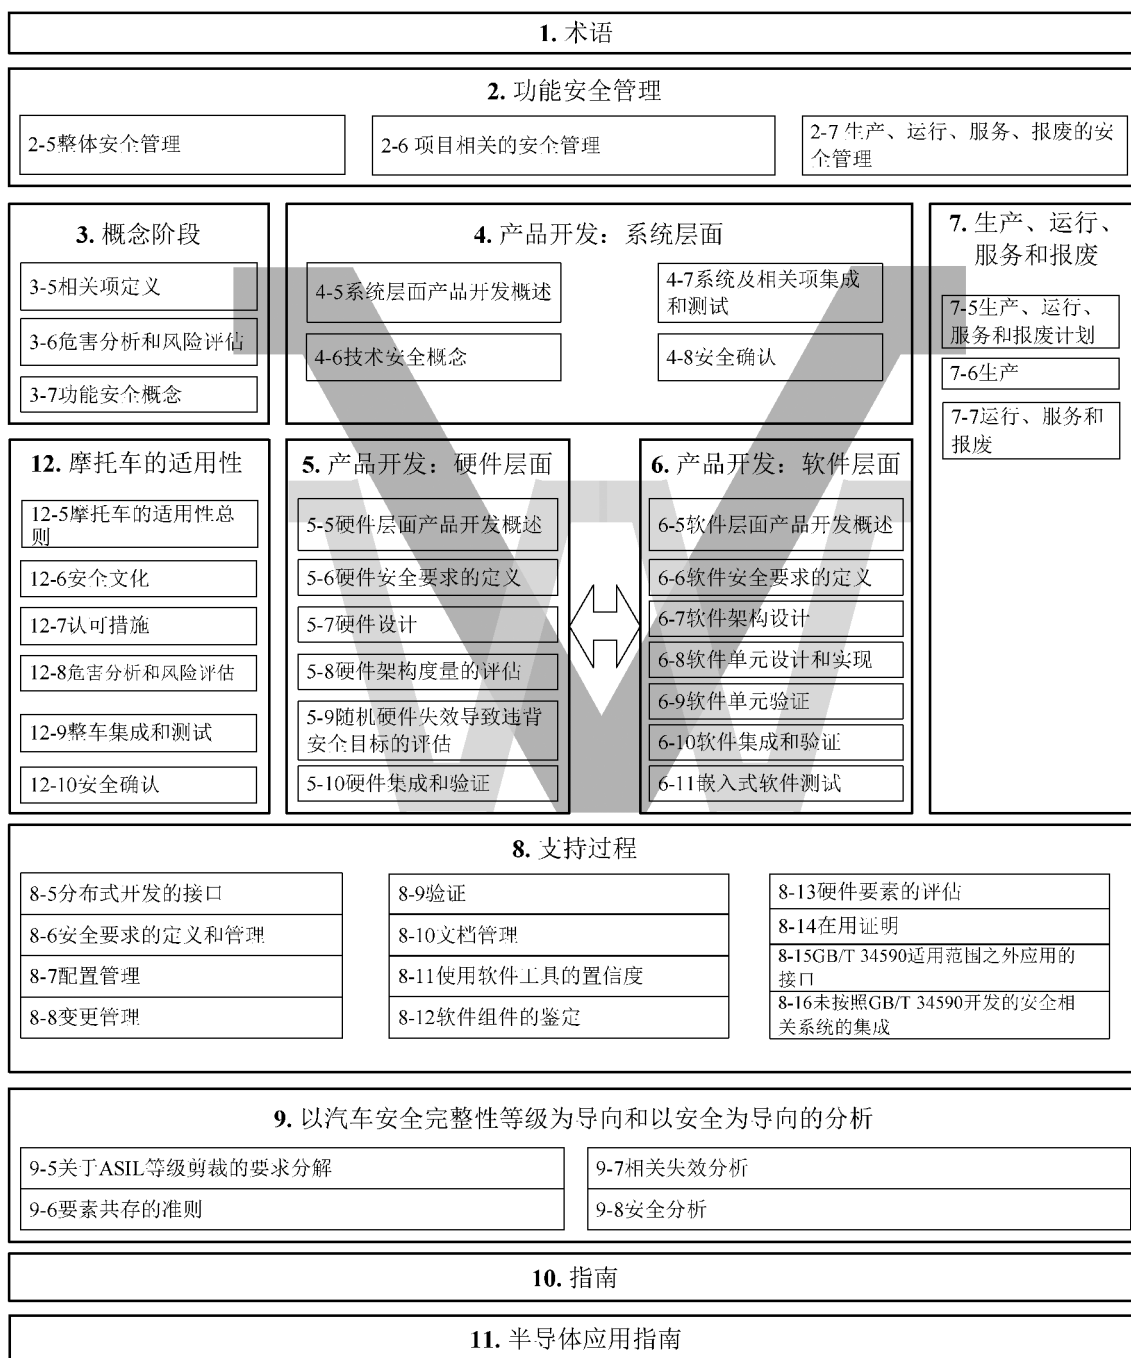 1. 术语
2. 功能安全管理
2-5整体安全管理
2-6 项目相关的安全管理
2-7 生产、运行、服务、报废的安
全管理
3. 概念阶段
3-5相关项定义
3-6危害分析和风险评估
3-7功能安全概念
4. 产品开发：系统层面
4-5系统层面产品开发概述
4-6技术安全概念
4-7系统及相关项集成
和测试
4-8安全确认
7. 生产、运行、
服务和报废
7-5生产、运行、
服务和报废计划
7-6生产
7-7运行、服务和
报废
12. 摩托车的适用性
12-5摩托车的适用性总
则
12-6安全文化
12-7认可措施
12-8危害分析和风险评估
12-9整车集成和测试
12-10安全确认
5. 产品开发：硬件层面
5-5硬件层面产品开发概述
5-6硬件安全要求的定义
5-7硬件设计
5-8硬件架构度量的评估
5-9随机硬件失效导致违背
安全目标的评估
5-10硬件集成和验证
6. 产品开发：软件层面
6-5软件层面产品开发概述
6-6软件安全要求的定义
6-7软件架构设计
6-8软件单元设计和实现
6-9软件单元验证
6-10软件集成和验证
6-11嵌入式软件测试
8. 支持过程
8-5分布式开发的接口
8-6安全要求的定义和管理
8-7配置管理
8-8变更管理
8-9验证
8-10文档管理
8-11使用软件工具的置信度
8-12软件组件的鉴定
8-13硬件要素的评估
8-14在用证明
8-15GB/T 34590适用范围之外应用的
接口
8-16未按照GB/T 34590开发的安全相
关系统的集成
9. 以汽车安全完整性等级为导向和以安全为导向的分析
9-5关于ASIL等级剪裁的要求分解
9-6要素共存的准则
9-7相关失效分析
9-8安全分析
10. 指南
11. 半导体应用指南